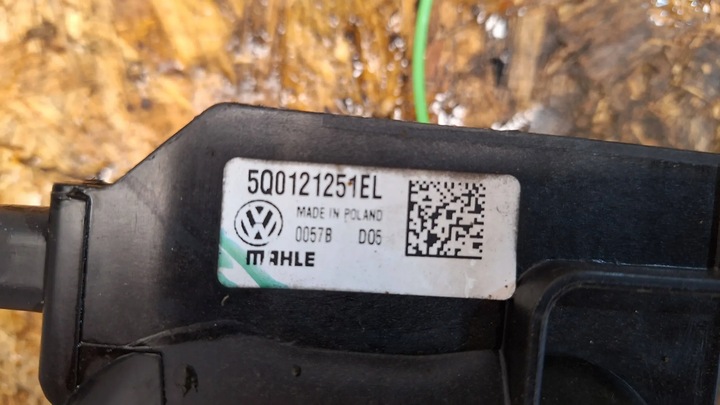 5Q0121251EL
MADE IN POLAND
0057B D05
MAHLE